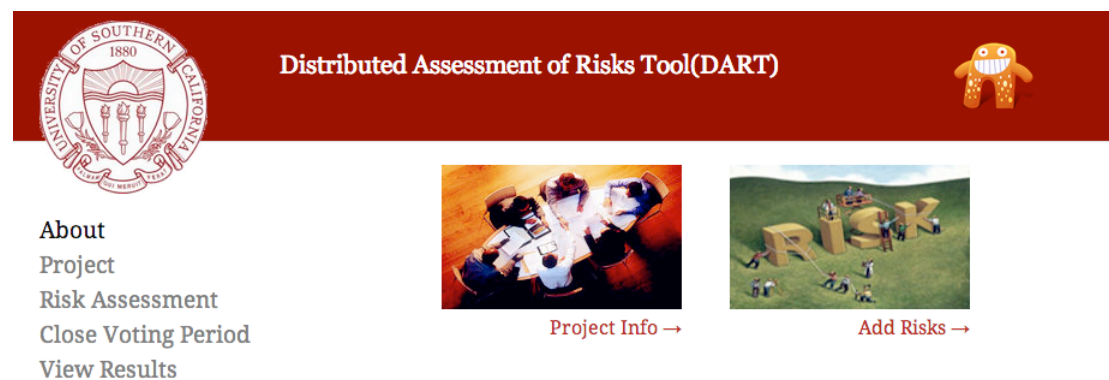 UNIVERSITY OF SOUTHERN CALIFORNIA
1880
PALMAM QUI MERUIT FERAT
Distributed Assessment of Risks Tool(DART)
About
Project
Risk Assessment
Close Voting Period
View Results
RISK
Project Info →
Add Risks →